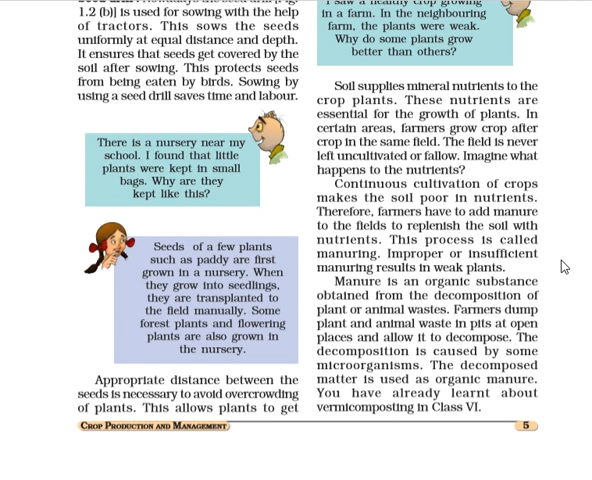 1.2 (b)] is used for sowing with the help
of tractors. This sows the seeds
uniformly at equal distance and depth.
It ensures that seeds get covered by the
soil after sowing. This protects seeds
from being eaten by birds. Sowing by
using a seed drill saves time and labour.
There is a nursery near my
school. I found that little
plants were kept in small
bags. Why are they
kept like this?
Seeds of a few plants
such as paddy are first
grown in a nursery. When
they grow into seedlings,
they are transplanted to
the field manually. Some
forest plants and flowering
plants are also grown in
the nursery.
Appropriate distance between the
seeds is necessary to avoid overcrowding
of plants. This allows plants to get
I saw a healthy crop growing
in a farm. In the neighbouring
farm, the plants were weak.
Why do some plants grow
better than others?
Soil supplies mineral nutrients to the
crop plants. These nutrients are
essential for the growth of plants. In
certain areas, farmers grow crop after
crop in the same field. The field is never
left uncultivated or fallow. Imagine what
happens to the nutrients?
Continuous cultivation of crops
makes the soil poor in nutrients.
Therefore, farmers have to add manure
to the fields to replenish the soil with
nutrients. This process is called
manuring. Improper or insufficient
manuring results in weak plants.
Manure is an organic substance
obtained from the decomposition of
plant or animal wastes. Farmers dump
plant and animal waste in pits at open
places and allow it to decompose. The
decomposition is caused by some
microorganisms. The decomposed
matter is used as organic manure.
You have already learnt about
vermicomposting in Class VI.
CROP PRODUCTION AND MANAGEMENT
5